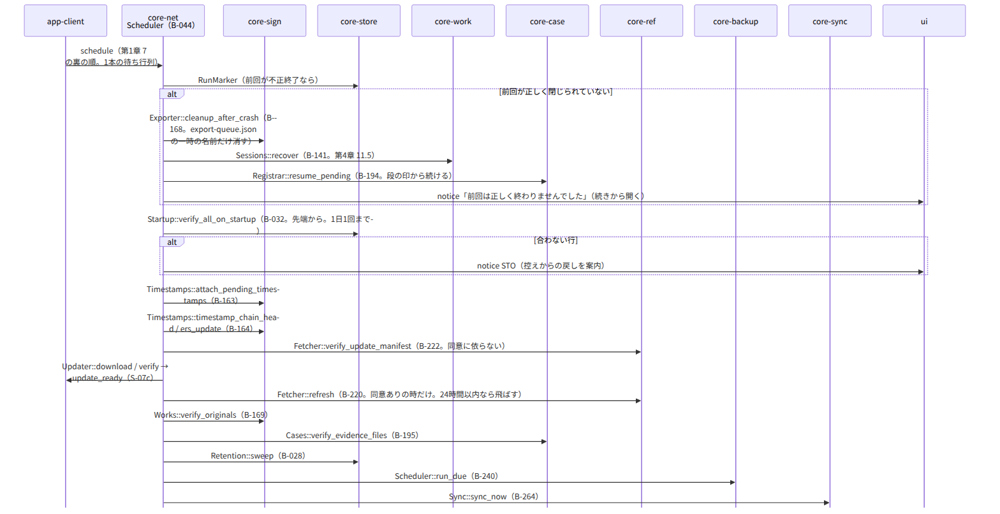 app-client
core-net
Scheduler（B-044）
core-sign
core-store
core-work
core-case
core-ref
core-backup
core-sync
ui
schedule（第1章 7
の裏の順。1本の待ち行列）
RunMarker（前回が不正終了なら）
alt
[前回が正しく閉じられていない]
Exporter::cleanup_after_crash（B--
168。export-queue.json
の一時の名前だけ消す）
Sessions::recover（B-141。第4章 11.5）
Registrar::resume_pending（B-194。段の印から続ける）
notice「前回は正しく終わりませんでした」（続きから開く）
Startup::verify_all_on_startup（B-032。先端から。1日1回まで-
）
alt
[合わない行]
notice STO（控えからの戻しを案内）
Timestamps::attach_pending_times-
tamps（B-163）
Timestamps::timestamp_chain_hea-
d / ers_update（B-164）
Fetcher::verify_update_manifest（B-222。同意に依らない）
Updater::download / verify →
update_ready（S-07c）
Fetcher::refresh（B-220。同意ありの時だけ。24時間以内なら飛ばす）
Works::verify_originals（B-169）
Cases::verify_evidence_files（B-195）
Retention::sweep（B-028）
Scheduler::run_due（B-240）
Sync::sync_now（B-264）